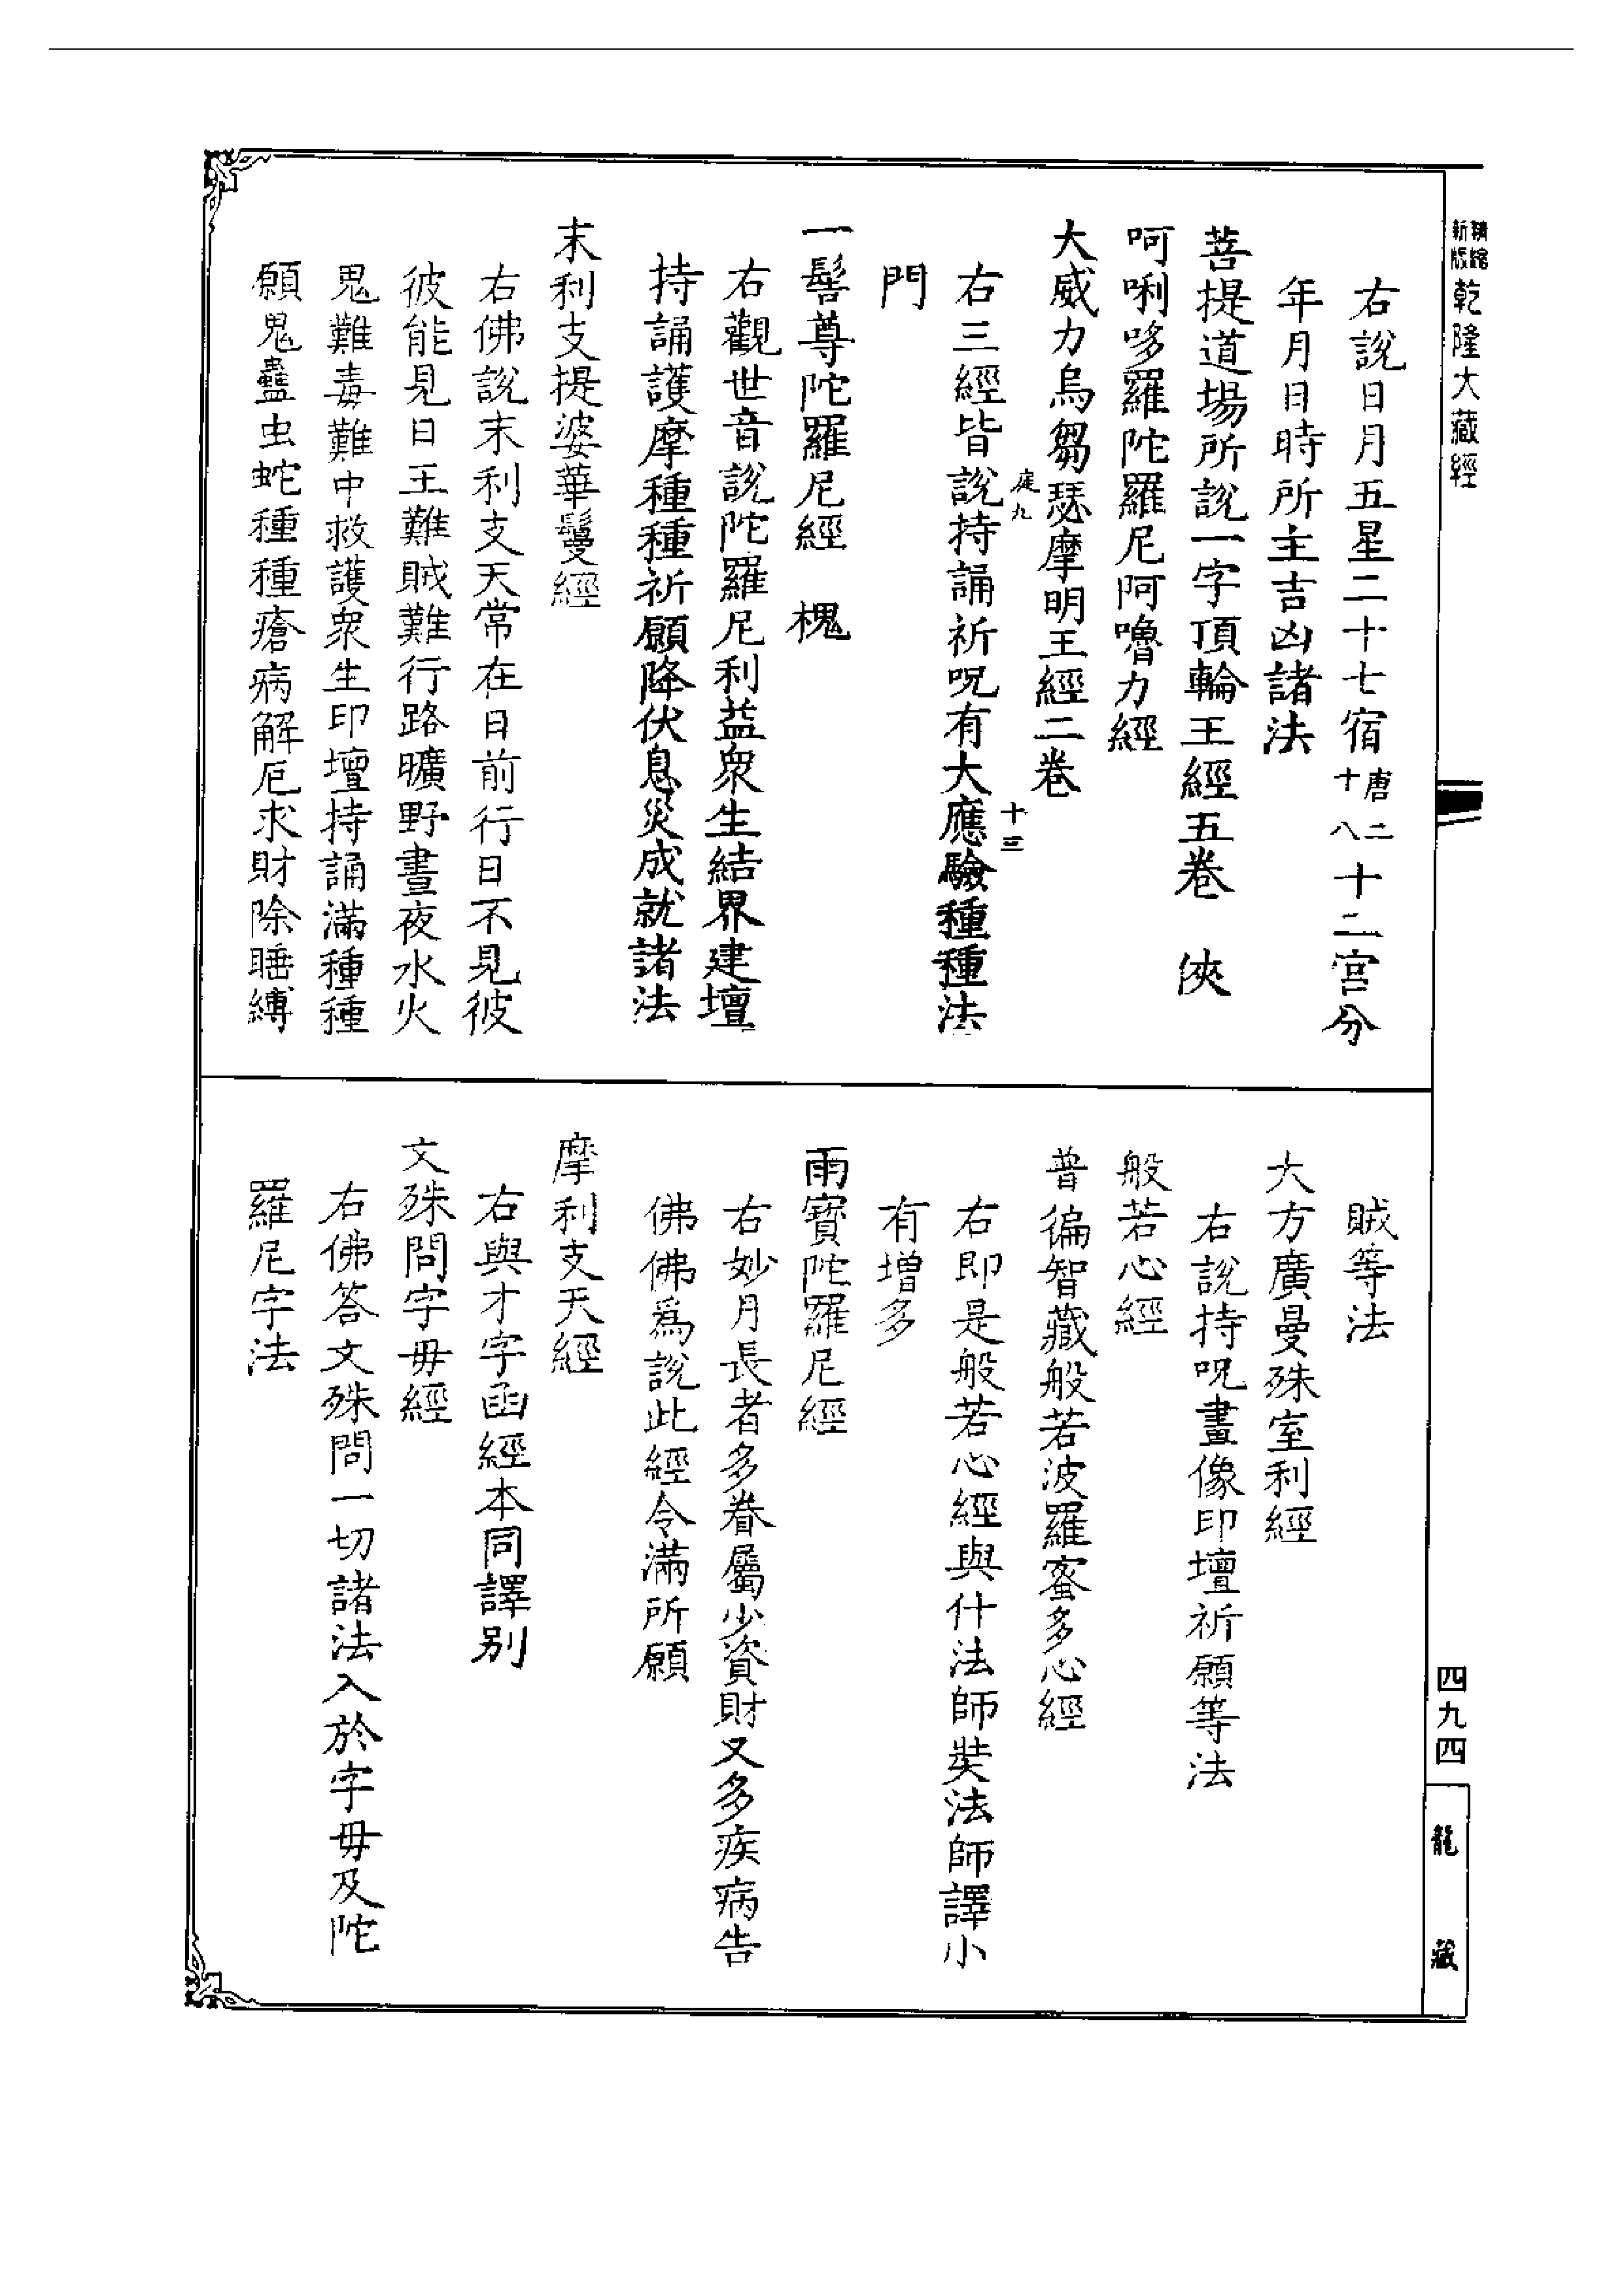 新版 精縮 乾隆大藏經
右說日月五星二十七宿唐二十八十二宮分
年月日時所主吉凶諸法
菩提道場所說一字頂輪王經五卷 俠
呵唎哆羅陀羅尼阿嚕力經
大威力烏芻瑟摩明王經二卷
庭九 十三
右三經皆說持誦祈呪有大應驗種種法
門
一髻尊陀羅尼經 槐
右觀世音說陀羅尼利益衆生結界建壇
持誦護摩種種祈願降伏息災成就諸法
末利支提婆華鬘經
右佛說末利支天常在日前行日不見彼
彼能見日王難賊難行路曠野晝夜水火
鬼難毒難中救護衆生印壇持誦滿種種
願鬼蠱虫蛇種種瘡病解厄求財除睡縛
賊等法
大方廣曼殊室利經
右說持呪畫像印壇祈願等法
般若心經
普徧智藏般若波羅蜜多心經
右即是般若心經與什法師奘法師譯小
有增多
雨寶陀羅尼經
右妙月長者多眷屬少資財又多疾病告
佛佛爲說此經令滿所願
摩利支天經
右與才字函經本同譯别
文殊問字毋經
右佛答文殊問一切諸法入於字毋及陀
羅尼字法
四九四
龍藏